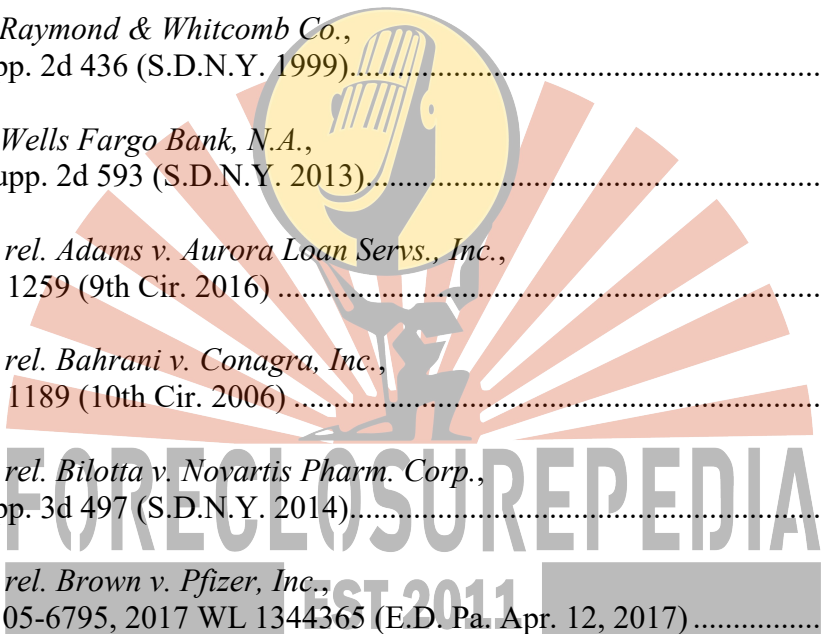 Raymond & Whitcomb Co.,
pp. 2d 436 (S.D.N.Y. 1999)................................................................
Wells Fargo Bank, N.A.,
upp. 2d 593 (S.D.N.Y. 2013)................................................................
rel. Adams v. Aurora Loan Servs., Inc.,
1259 (9th Cir. 2016) ................................................................
rel. Bahrani v. Conagra, Inc.,
1189 (10th Cir. 2006) ................................................................
rel. Bilotta v. Novartis Pharm. Corp.,
pp. 3d 497 (S.D.N.Y. 2014)................................................................
FORECLOSUREPEDIA
rel. Brown v. Pfizer, Inc.,
EST 2011
05-6795, 2017 WL 1344365 (E.D. Pa. Apr. 12, 2017) ................